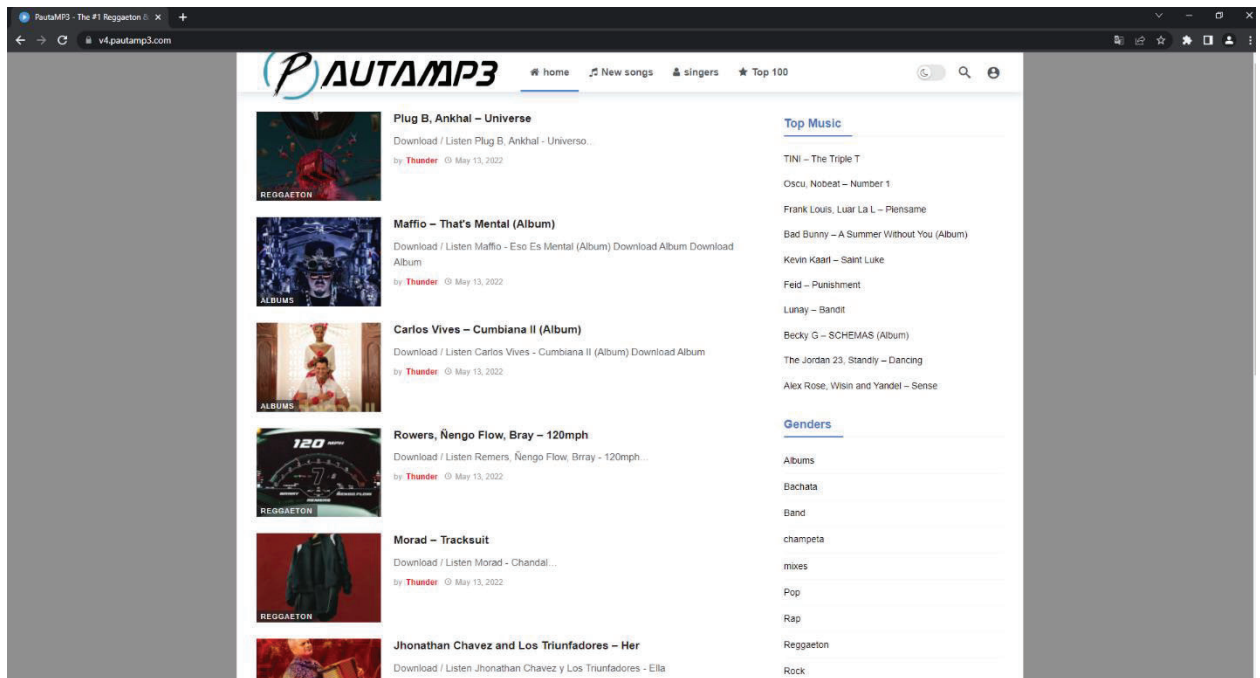 PautaMP3 - The #1 Reggaeton &
v4.pautamp3.com
PAUTAMP3
home
New songs
singers
Top 100
Plug B, Ankhal – Universe
Download / Listen Plug B, Ankhal - Universo...
by Thunder May 13, 2022
REGGAETON
Maffio – That's Mental (Album)
Download / Listen Maffio - Eso Es Mental (Album) Download Album Download
Album
by Thunder May 13, 2022
ALBUMS
Carlos Vives – Cumbiana II (Album)
Download / Listen Carlos Vives - Cumbiana II (Album) Download Album
by Thunder May 13, 2022
ALBUMS
Rowers, Ñengo Flow, Bray – 120mph
Download / Listen Remers, Ñengo Flow, Brray - 120mph...
by Thunder May 13, 2022
120 MPH
7
ÑENGO FLOW
REGGAETON
Morad – Tracksuit
Download / Listen Morad - Chandal...
by Thunder May 13, 2022
REGGAETON
Jhonathan Chavez and Los Triunfadores – Her
Download / Listen Jhonathan Chavez y Los Triunfadores - Ella
Top Music
TINI – The Triple T
Oscu, Nobeat – Number 1
Frank Louis, Luar La L – Piensame
Bad Bunny – A Summer Without You (Album)
Kevin Kaarl – Saint Luke
Feid – Punishment
Lunay – Bandit
Becky G – SCHEMAS (Album)
The Jordan 23, Standly – Dancing
Alex Rose, Wisin and Yandel – Sense
Genders
Albums
Bachata
Band
champeta
mixes
Pop
Rap
Reggaeton
Rock